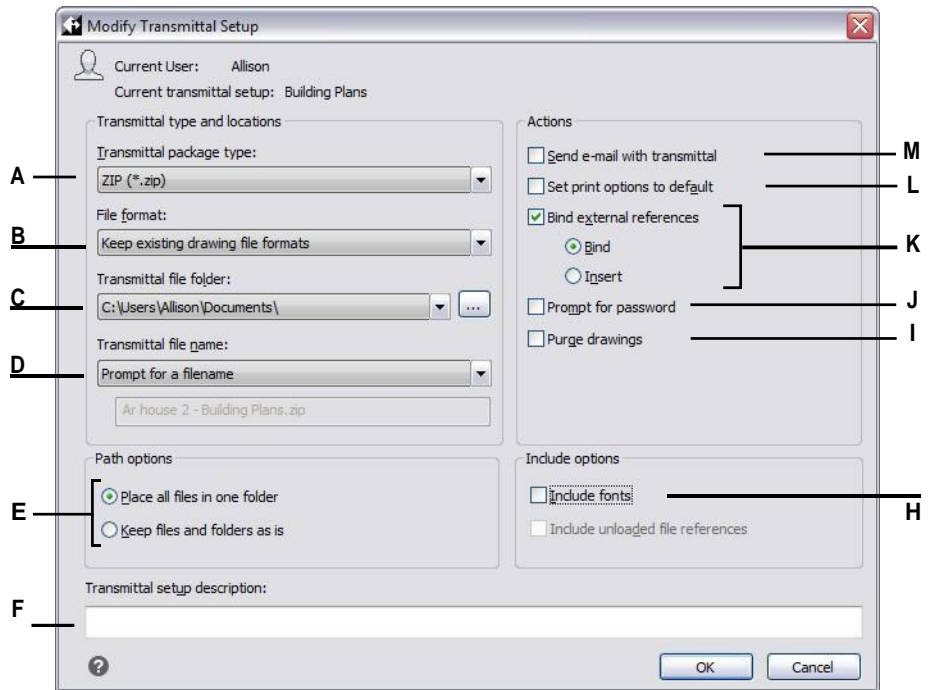 Modify Transmittal Setup
Current User: Allison
Current transmittal setup: Building Plans
Transmittal type and locations
Transmittal package type:
A
ZIP (*.zip)
File format:
B
Keep existing drawing file formats
Transmittal file folder:
C
C:\Users\Allison\Documents\
...
Transmittal file name:
D
Prompt for a filename
Ar house 2 - Building Plans.zip
Actions
Send e-mail with transmittal
M
Set print options to default
L
Bind external references
Bind
K
Insert
Prompt for password
J
Purge drawings
I
Path options
Place all files in one folder
E
Keep files and folders as is
Include options
Include fonts
H
Include unloaded file references
Transmittal setup description:
F
?
OK
Cancel